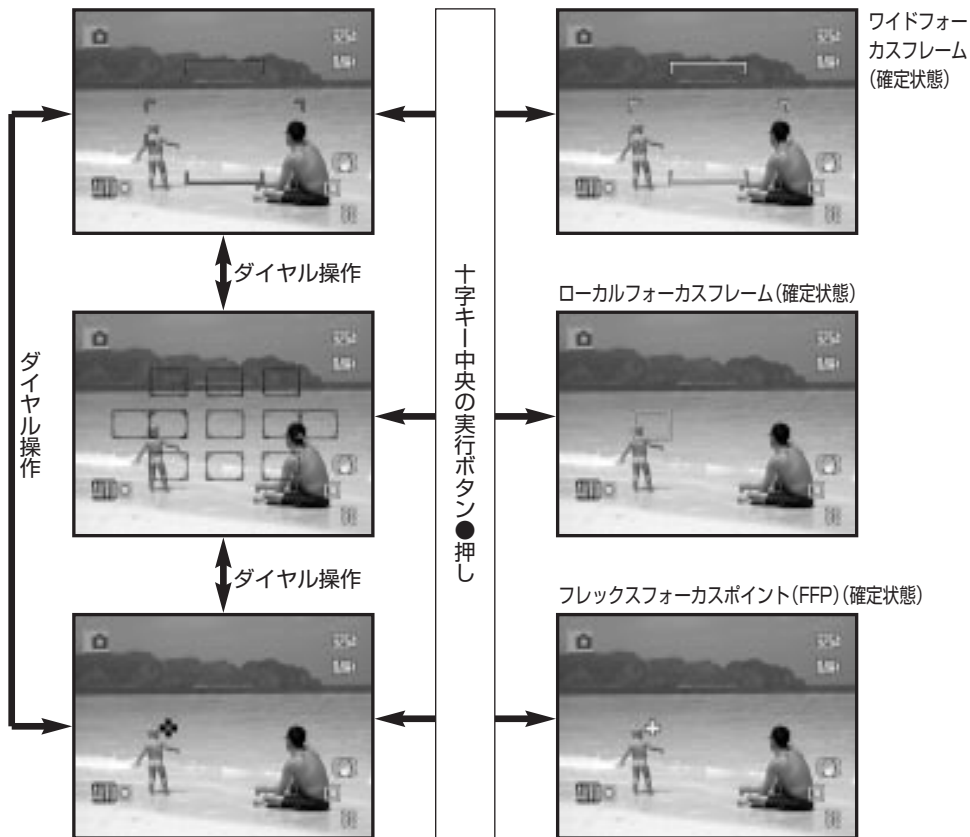 ワイドフォー
カスフレーム
(確定状態)
ダイヤル操作
十字キー中央の実行ボタン●押し
ローカルフォーカスフレーム(確定状態)
ダイヤル操作
ダイヤル操作
フレックスフォーカスポイント(FFP)(確定状態)